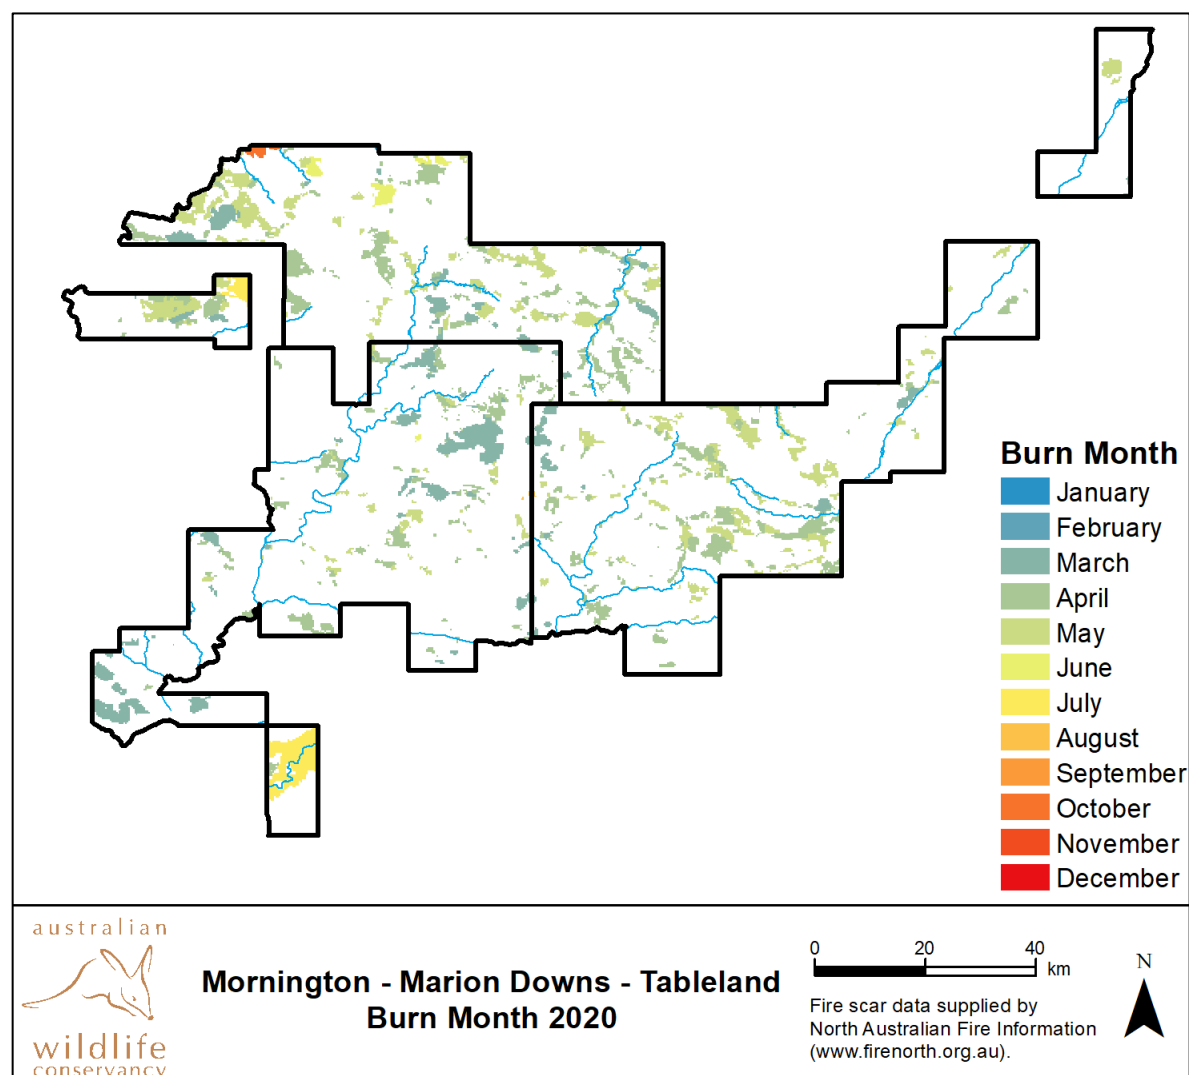 Burn Month
January
February
March
April
May
June
July
August
September
October
November
December
australian
wildlife
conservancy
Mornington - Marion Downs - Tableland
Burn Month 2020
0 20 40
km
Fire scar data supplied by
North Australian Fire Information
(www.firenorth.org.au).
N